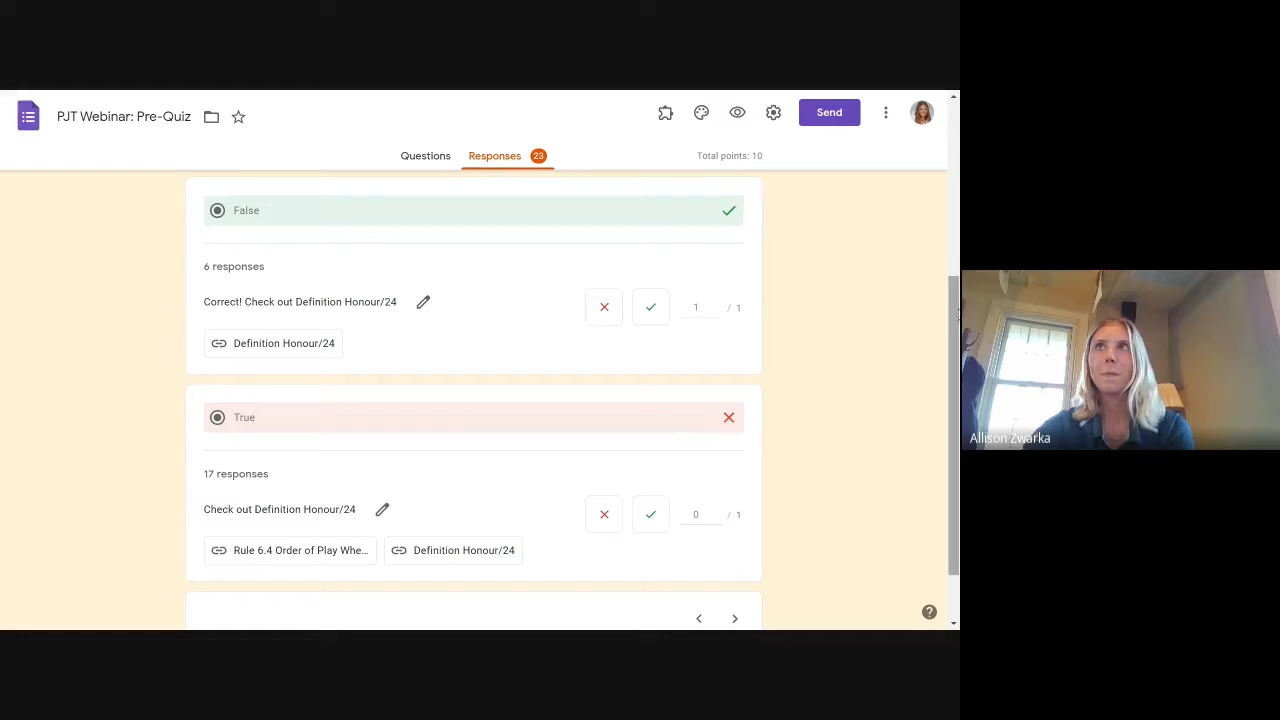 PJT Webinar: Pre-Quiz
Send
Questions
Responses 23
Total points: 10
False
6 responses
Correct! Check out Definition Honour/24
1 / 1
Definition Honour/24
True
17 responses
Check out Definition Honour/24
0 / 1
Rule 6.4 Order of Play Whe...
Definition Honour/24
Allison Zwarka